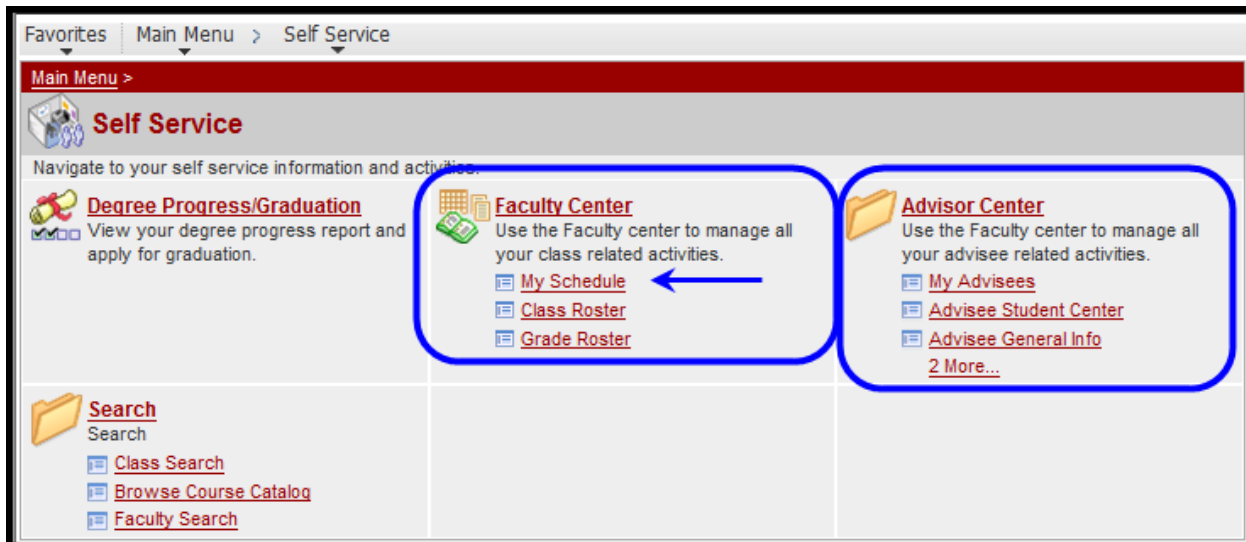 Favorites Main Menu > Self Service
Main Menu >
Self Service
Navigate to your self service information and activities.
Degree Progress/Graduation
View your degree progress report and
apply for graduation.
Faculty Center
Use the Faculty center to manage all
your class related activities.
My Schedule
Class Roster
Grade Roster
Advisor Center
Use the Faculty center to manage all
your advisee related activities.
My Advisees
Advisee Student Center
Advisee General Info
2 More...
Search
Search
Class Search
Browse Course Catalog
Faculty Search